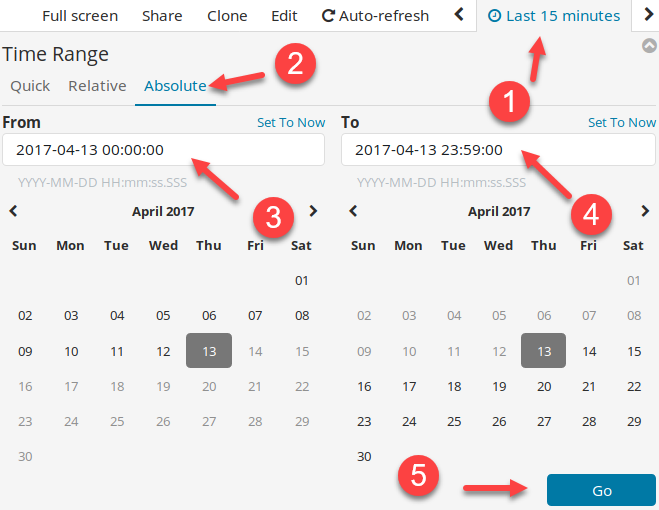 Full screen Share Clone Edit Auto-refresh Last 15 minutes
Time Range
2
1
Quick Relative Absolute
From Set To Now To Set To Now
2017-04-13 00:00:00 2017-04-13 23:59:00
YYYY-MM-DD HH:mm:ss.SSS YYYY-MM-DD HH:mm:ss.SSS
3
4
April 2017 April 2017
Sun Mon Tue Wed Thu Fri Sat Sun Mon Tue Wed Thu Fri Sat
01 01
02 03 04 05 06 07 08 02 03 04 05 06 07 08
09 10 11 12 13 14 15 09 10 11 12 13 14 15
16 17 18 19 20 21 22 16 17 18 19 20 21 22
23 24 25 26 27 28 29 23 24 25 26 27 28 29
30 30
5
Go